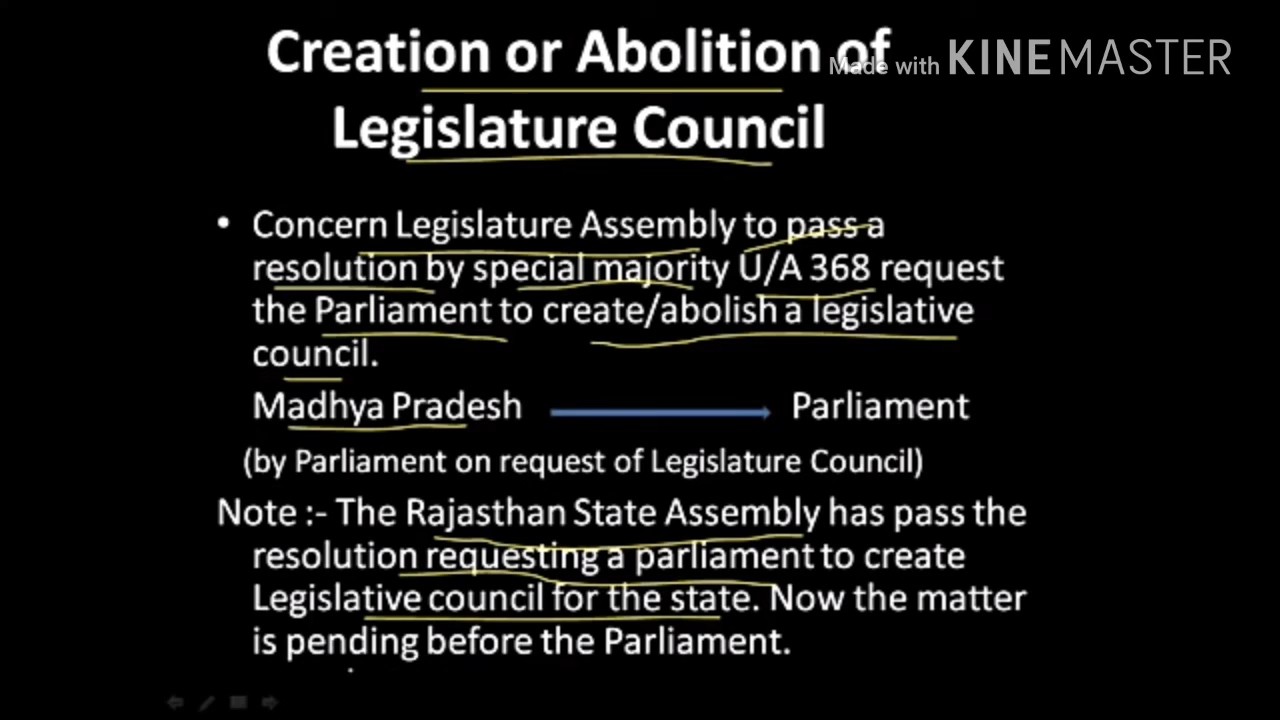 Creation or Abolition of
Made with KINEMASTER
Legislature Council
• Concern Legislature Assembly to pass a
resolution by special majority U/A 368 request
the Parliament to create/abolish a legislative
council.
Madhya Pradesh Parliament
(by Parliament on request of Legislature Council)
Note :- The Rajasthan State Assembly has pass the
resolution requesting a parliament to create
Legislative council for the state. Now the matter
is pending before the Parliament.